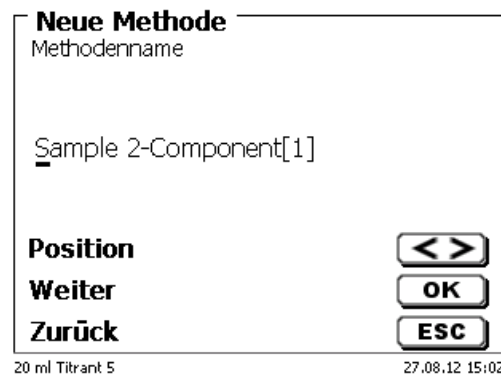 Neue Methode
Methodenname
Sample 2-Component[1]
Position < >
Weiter OK
Zurück ESC
20 ml Titrant 5 27.08.12 15:02